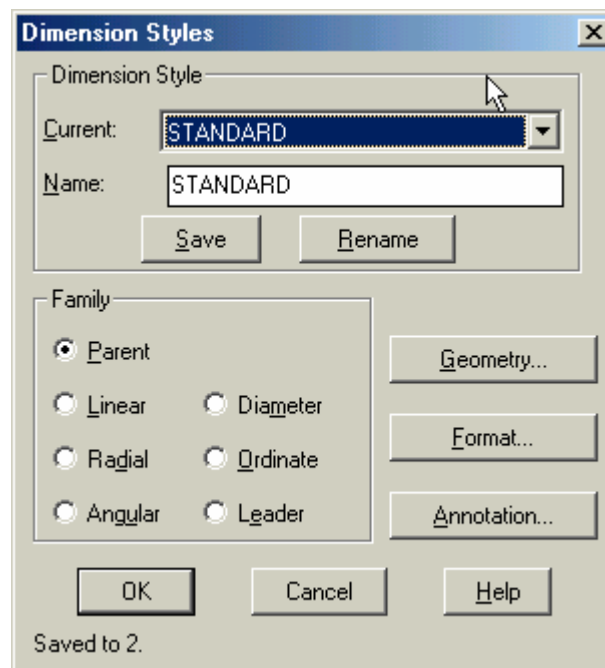 Dimension Styles
Dimension Style
Current: STANDARD
Name: STANDARD
Save Rename
Family
Parent
Geometry...
Linear Diameter
Format...
Radial Ordinate
Angular Leader
Annotation...
OK Cancel Help
Saved to 2.